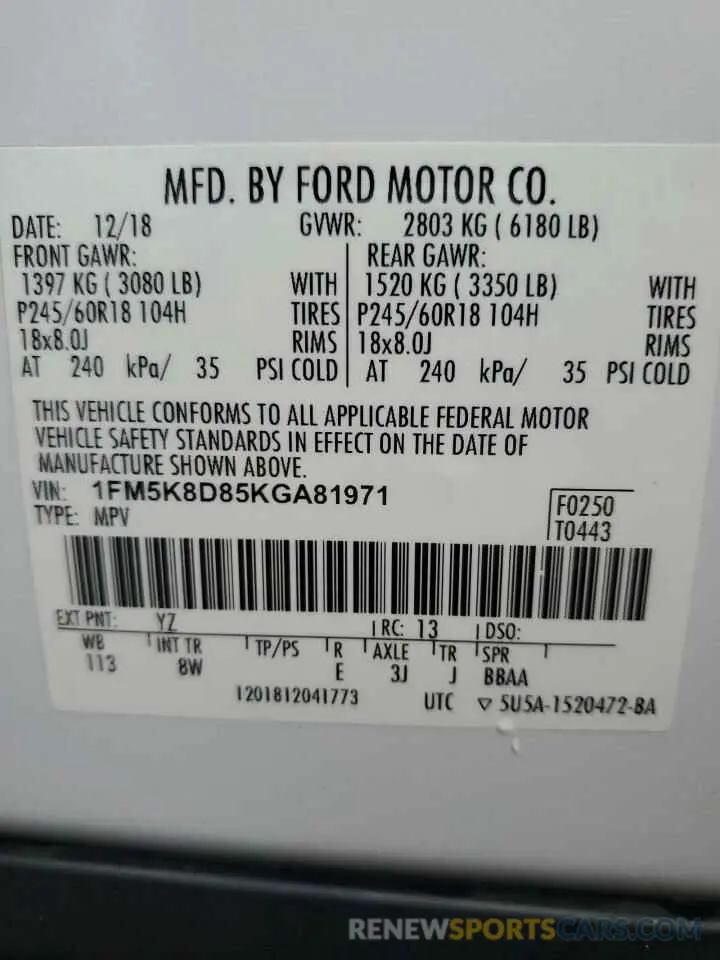 MFD. BY FORD MOTOR CO.
DATE: 12/18 GVWR: 2803 KG ( 6180 LB)
FRONT GAWR: REAR GAWR:
1397 KG ( 3080 LB) WITH 1520 KG ( 3350 LB) WITH
P245/60R18 104H TIRES P245/60R18 104H TIRES
18x8.0J RIMS 18x8.0J RIMS
AT 240 kPa/ 35 PSI COLD AT 240 kPa/ 35 PSI COLD
THIS VEHICLE CONFORMS TO ALL APPLICABLE FEDERAL MOTOR
VEHICLE SAFETY STANDARDS IN EFFECT ON THE DATE OF
MANUFACTURE SHOWN ABOVE.
VIN: 1FM5K8D85KGA81971
TYPE: MPV
F0250
T0443
EXT PNT: YZ RC: 13 DSO:
WB INT TR TP/PS R AXLE TR SPR
113 8W E 3J J BBAA
1201812041773 UTC ▽ 5U5A-1520472-BA
RENEWSPORTSCARS.COM